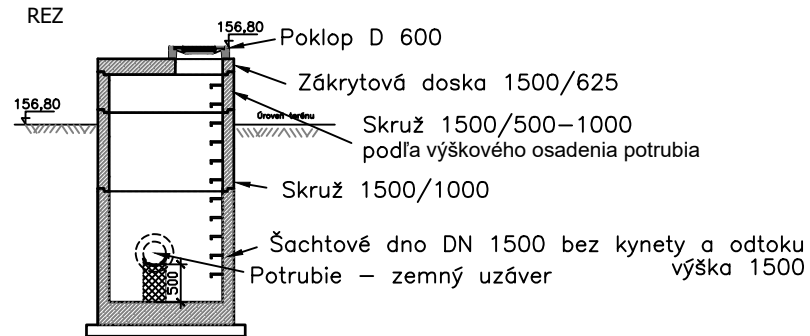 REZ
156,80
Poklop D 600
Zákrytová doska 1500/625
156,80
Úroveň terénu
Skruž 1500/500-1000
podľa výškového osadenia potrubia
Skruž 1500/1000
Šachtové dno DN 1500 bez kynety a odtoku
výška 1500
Potrubie - zemný uzáver
500